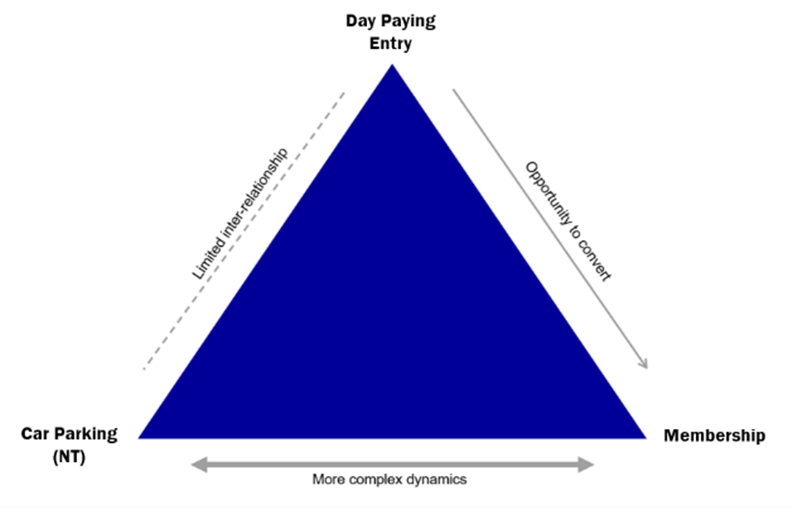 Day Paying
Entry
Limited inter-relationship
Opportunity to convert
Car Parking
(NT)
Membership
More complex dynamics